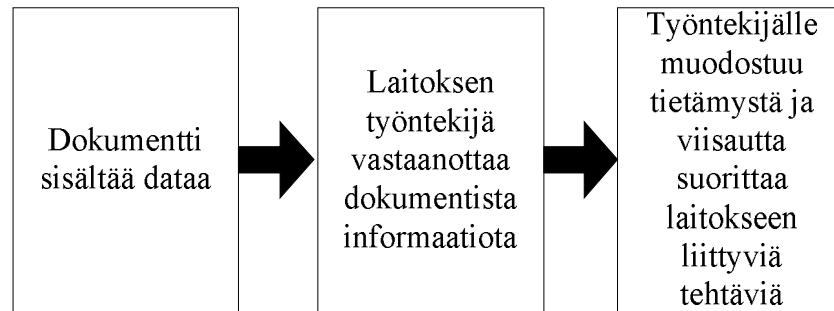 Dokumentti
sisältää dataa
Laitoksen
työntekijä
vastaanottaa
dokumentista
informaatiota
Työntekijälle
muodostuu
tietämystä ja
viisautta
suorittaa
laitokseen
liittyviä
tehtäviä